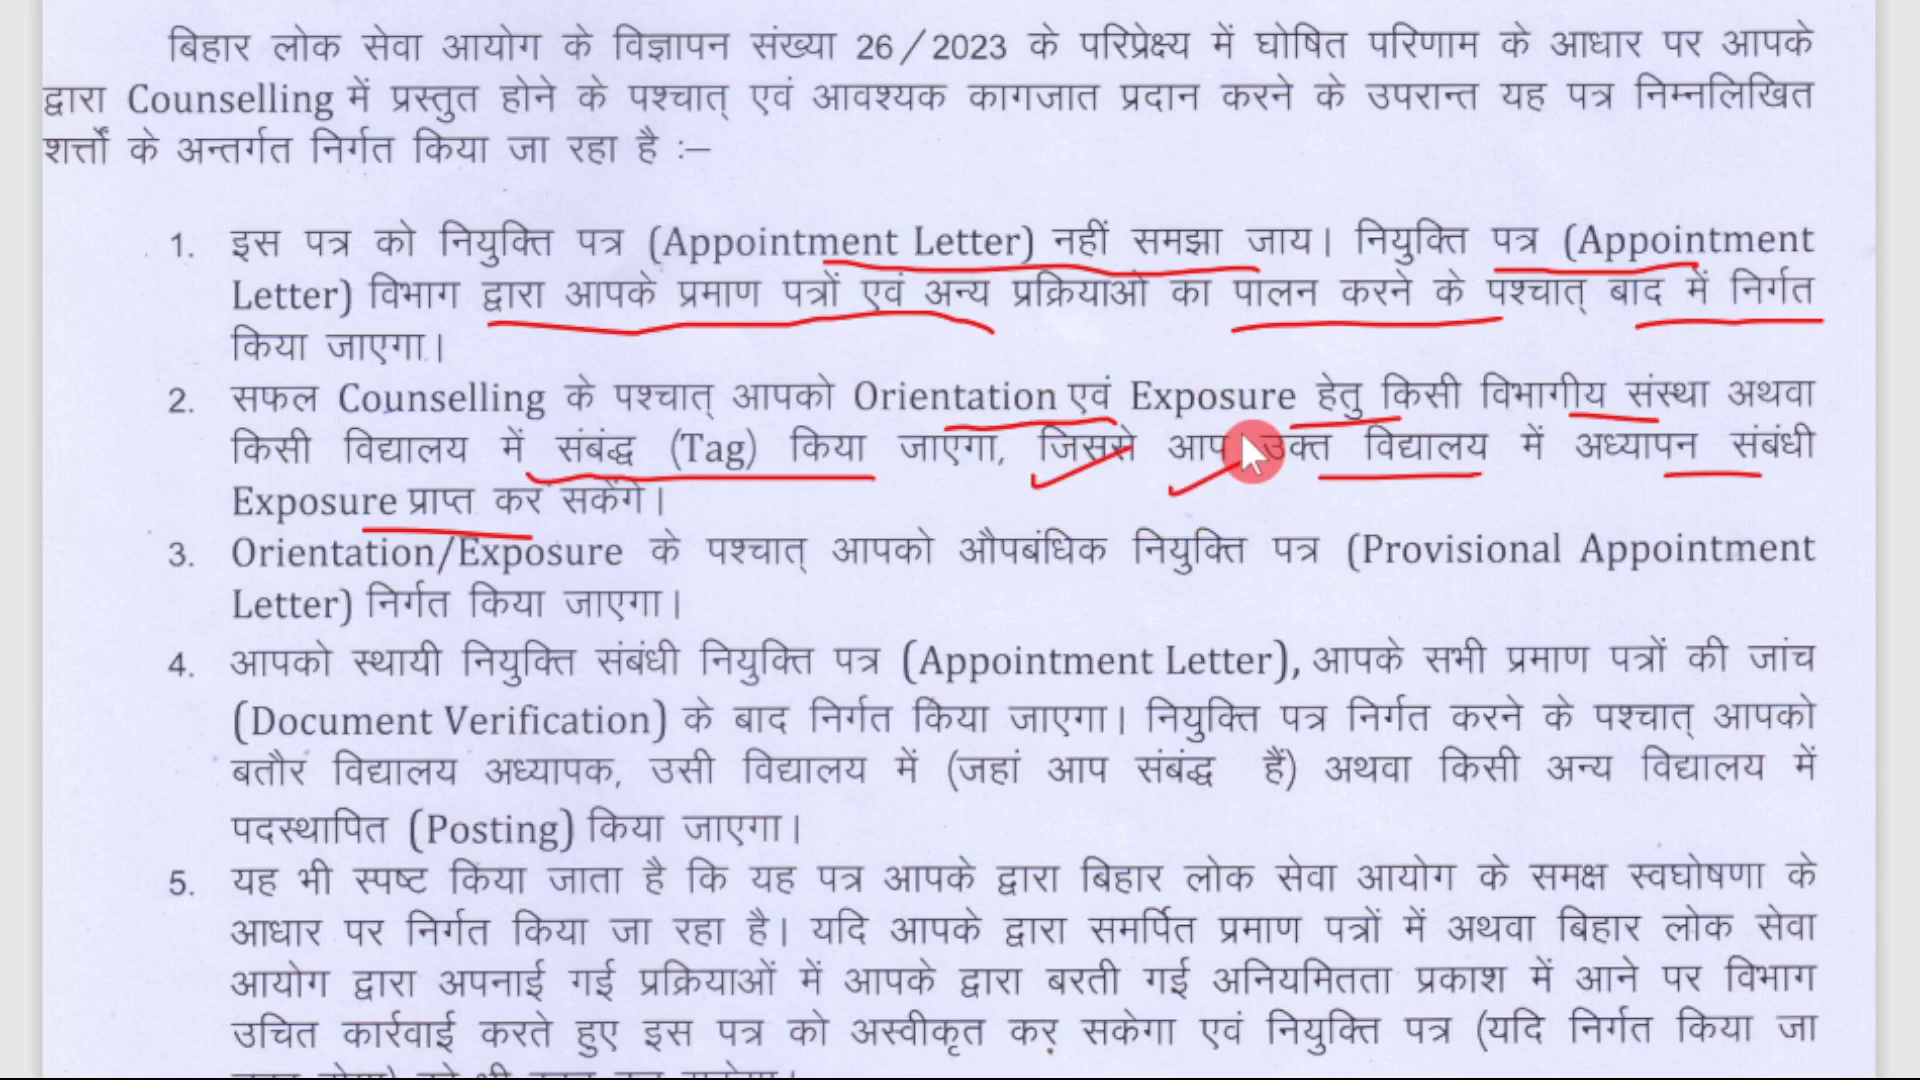 बिहार लोक सेवा आयोग के विज्ञापन संख्या 26/2023 के परिप्रेक्ष्य में घोषित परिणाम के आधार पर आपके
द्वारा Counselling में प्रस्तुत होने के पश्चात् एवं आवश्यक कागजात प्रदान करने के उपरान्त यह पत्र निम्नलिखित
शर्त्तों के अन्तर्गत निर्गत किया जा रहा है :–
1. इस पत्र को नियुक्ति पत्र (Appointment Letter) नहीं समझा जाय। नियुक्ति पत्र (Appointment
Letter) विभाग द्वारा आपके प्रमाण पत्रों एवं अन्य प्रक्रियाओं का पालन करने के पश्चात् बाद में निर्गत
किया जाएगा।
2. सफल Counselling के पश्चात् आपको Orientation एवं Exposure हेतु किसी विभागीय संस्था अथवा
किसी विद्यालय में संबंद्ध (Tag) किया जाएगा, जिससे आप उक्त विद्यालय में अध्यापन संबंधी
Exposure प्राप्त कर सकेंगे।
3. Orientation/Exposure के पश्चात् आपको औपबंधिक नियुक्ति पत्र (Provisional Appointment
Letter) निर्गत किया जाएगा।
4. आपको स्थायी नियुक्ति संबंधी नियुक्ति पत्र (Appointment Letter), आपके सभी प्रमाण पत्रों की जांच
(Document Verification) के बाद निर्गत किया जाएगा। नियुक्ति पत्र निर्गत करने के पश्चात् आपको
बतौर विद्यालय अध्यापक, उसी विद्यालय में (जहां आप संबंद्ध हैं) अथवा किसी अन्य विद्यालय में
पदस्थापित (Posting) किया जाएगा।
5. यह भी स्पष्ट किया जाता है कि यह पत्र आपके द्वारा बिहार लोक सेवा आयोग के समक्ष स्वघोषणा के
आधार पर निर्गत किया जा रहा है। यदि आपके द्वारा समर्पित प्रमाण पत्रों में अथवा बिहार लोक सेवा
आयोग द्वारा अपनाई गई प्रक्रियाओं में आपके द्वारा बरती गई अनियमितता प्रकाश में आने पर विभाग
उचित कार्रवाई करते हुए इस पत्र को अस्वीकृत कर सकेगा एवं नियुक्ति पत्र (यदि निर्गत किया जा